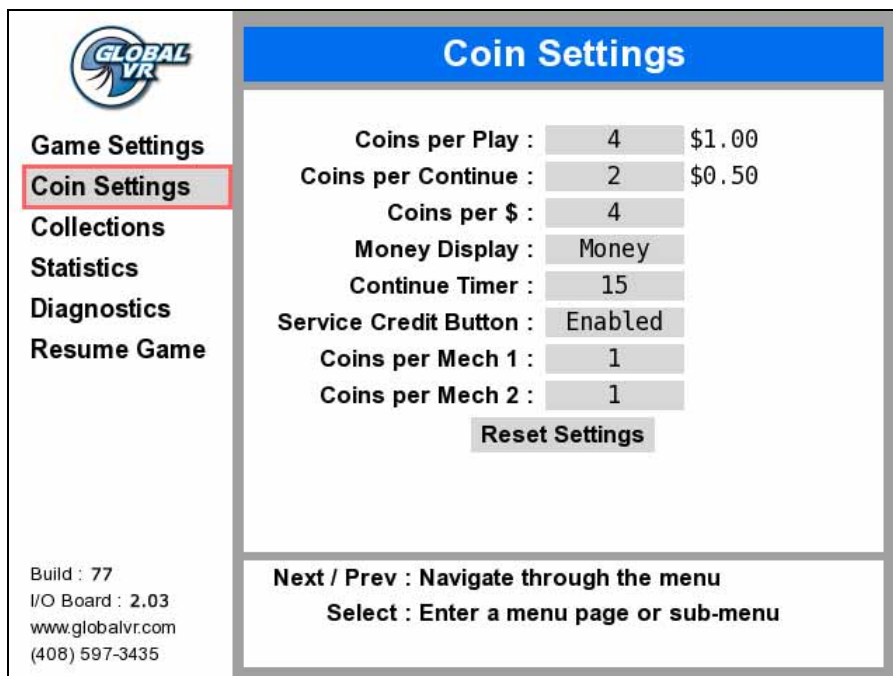 GLOBAL
VR
Game Settings
Coin Settings
Collections
Statistics
Diagnostics
Resume Game
Build : 77
I/O Board : 2.03
www.globalvr.com
(408) 597-3435
Coin Settings
Coins per Play : 4 $1.00
Coins per Continue : 2 $0.50
Coins per $ : 4
Money Display : Money
Continue Timer : 15
Service Credit Button : Enabled
Coins per Mech 1 : 1
Coins per Mech 2 : 1
Reset Settings
Next / Prev : Navigate through the menu
Select : Enter a menu page or sub-menu